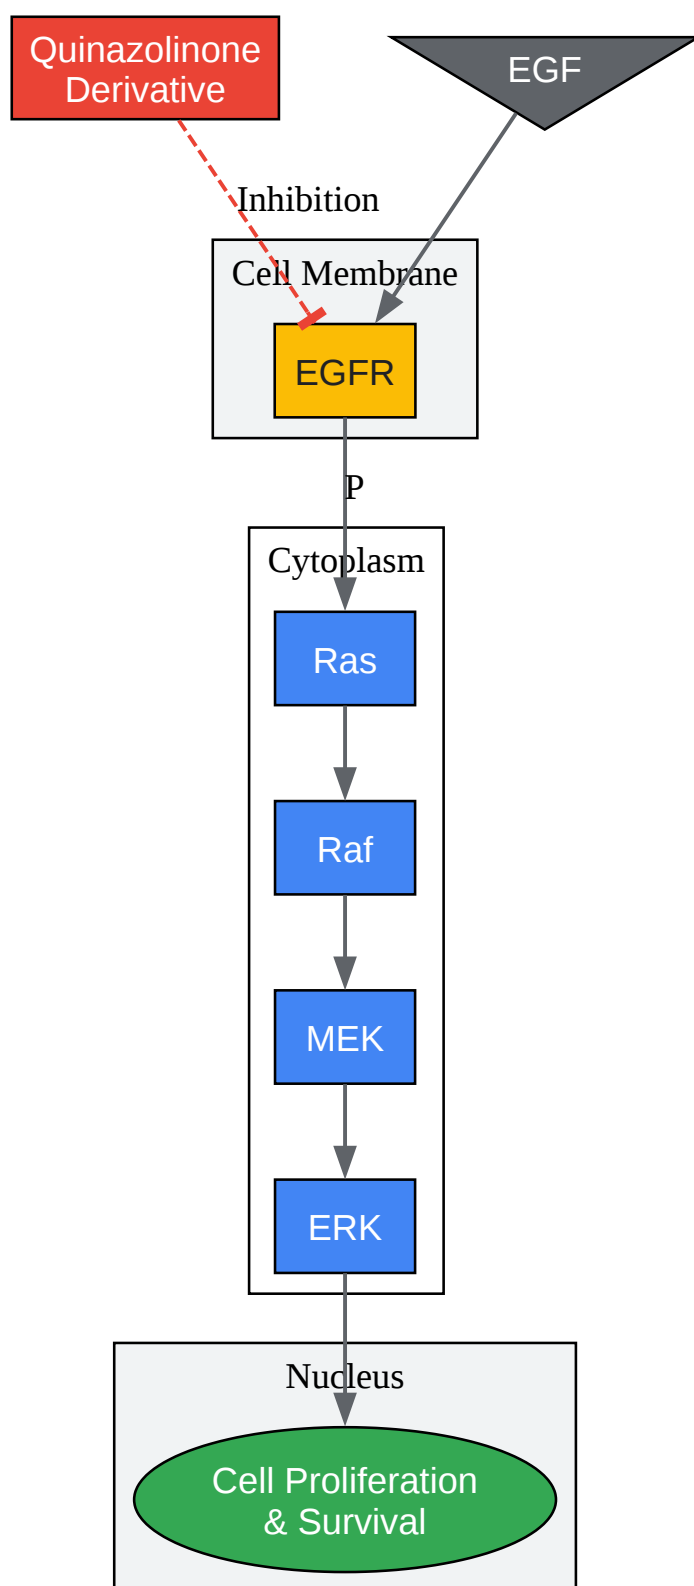 Quinazolinone
Derivative
EGF
Inhibition
Cell Membrane
EGFR
P
Cytoplasm
Ras
Raf
MEK
ERK
Nucleus
Cell Proliferation
& Survival